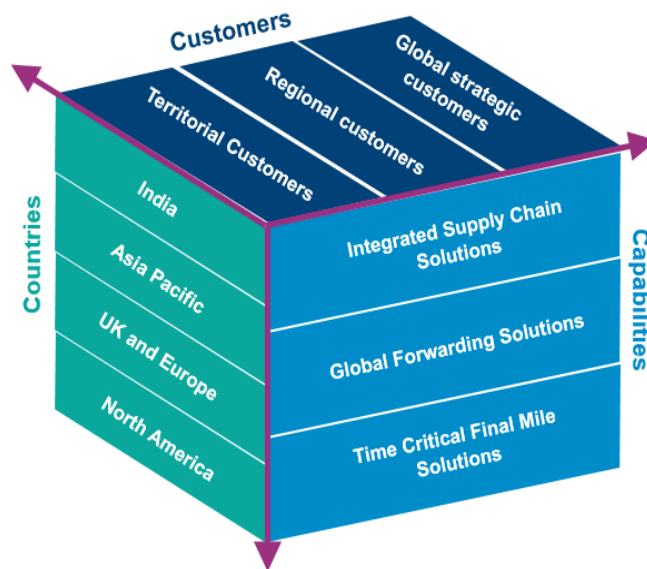 Customers
Territorial Customers
Regional customers
Global strategic
customers
Countries
India
Asia Pacific
UK and Europe
North America
Capabilities
Integrated Supply Chain
Solutions
Global Forwarding Solutions
Time Critical Final Mile
Solutions